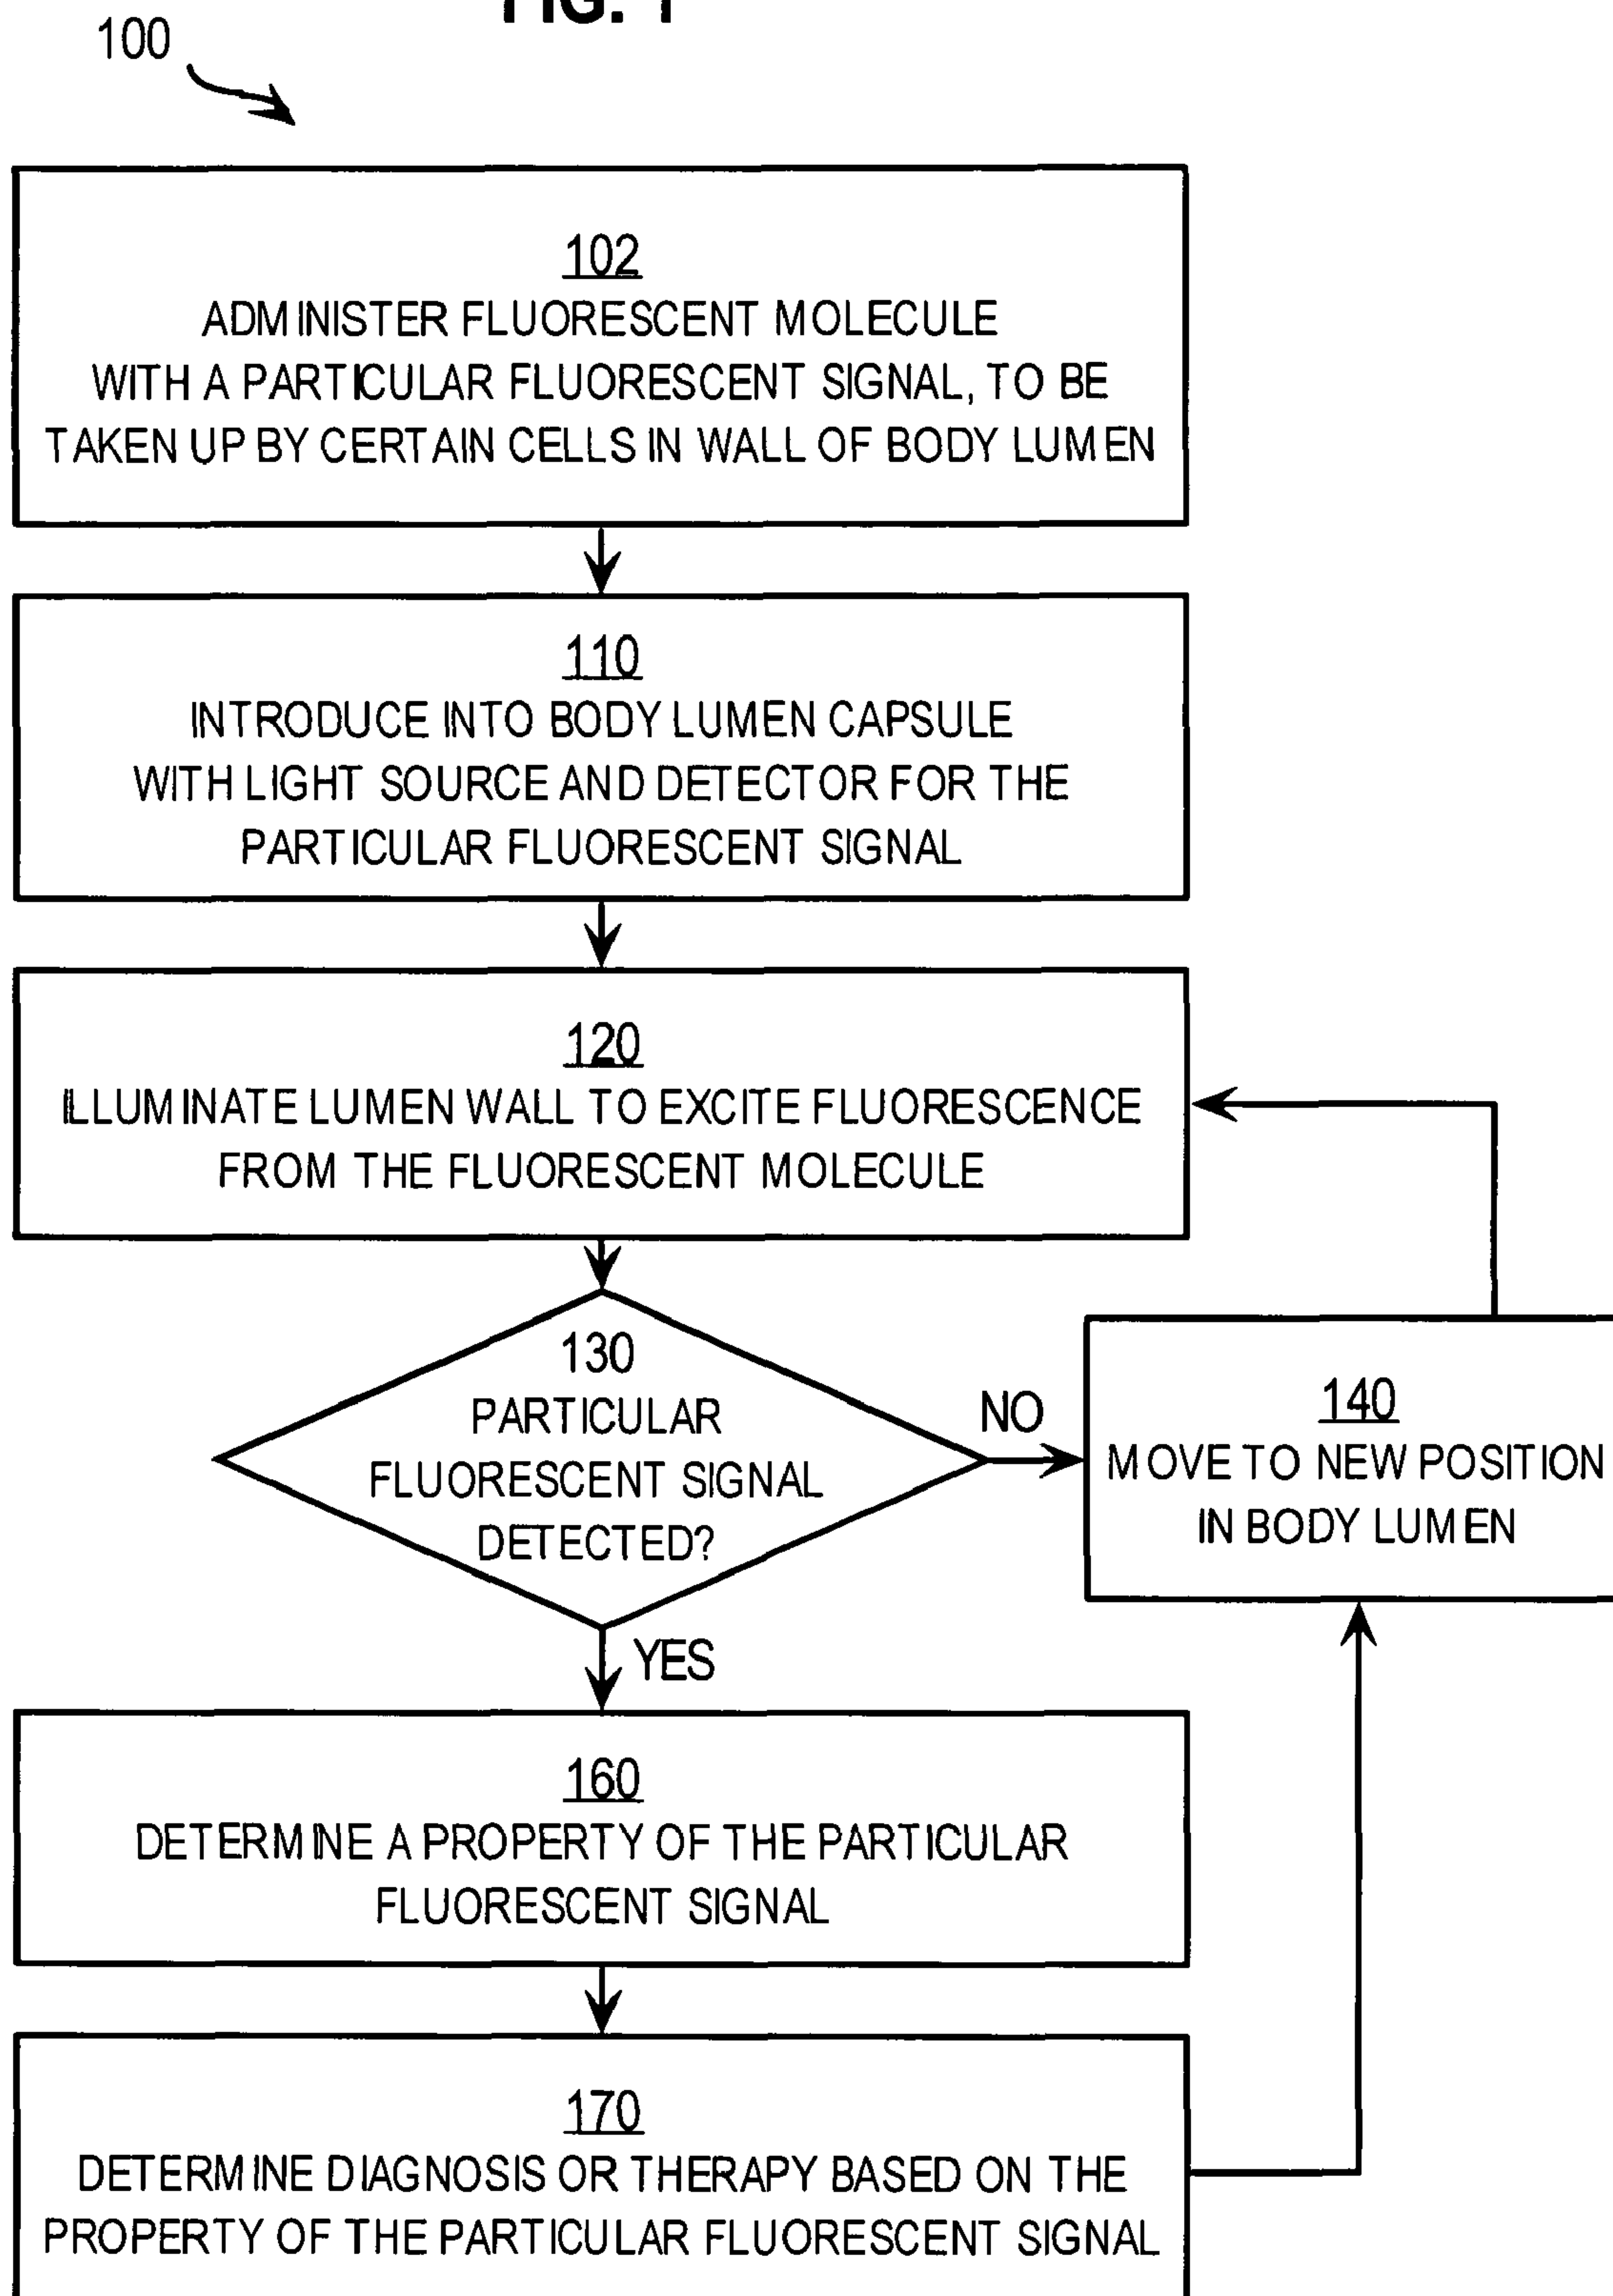 FIG. 1
100
102
ADMINISTER FLUORESCENT MOLECULE
WITH A PARTICULAR FLUORESCENT SIGNAL, TO BE
TAKEN UP BY CERTAIN CELLS IN WALL OF BODY LUMEN
110
INTRODUCE INTO BODY LUMEN CAPSULE
WITH LIGHT SOURCE AND DETECTOR FOR THE
PARTICULAR FLUORESCENT SIGNAL
120
ILLUMINATE LUMEN WALL TO EXCITE FLUORESCENCE
FROM THE FLUORESCENT MOLECULE
130
PARTICULAR
FLUORESCENT SIGNAL
DETECTED?
NO
140
MOVE TO NEW POSITION
IN BODY LUMEN
YES
160
DETERMINE A PROPERTY OF THE PARTICULAR
FLUORESCENT SIGNAL
170
DETERMINE DIAGNOSIS OR THERAPY BASED ON THE
PROPERTY OF THE PARTICULAR FLUORESCENT SIGNAL